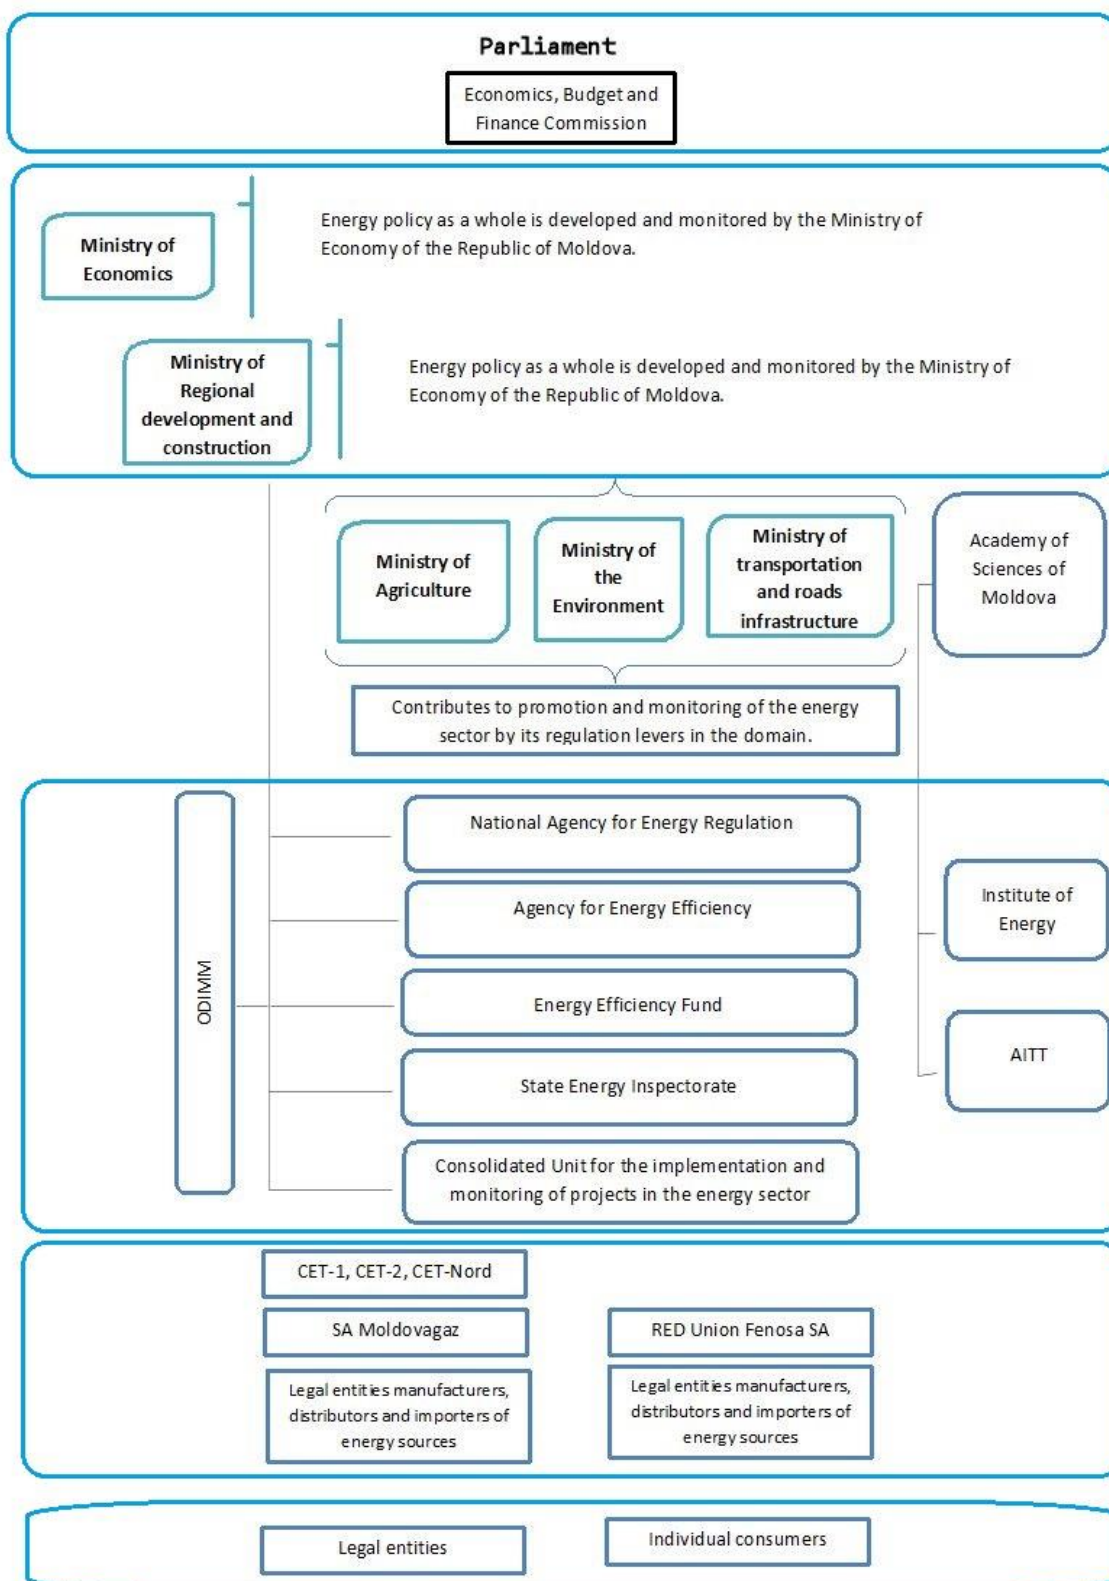 Parliament
Economics, Budget and
Finance Commission
Ministry of
Economics
Energy policy as a whole is developed and monitored by the Ministry of
Economy of the Republic of Moldova.
Ministry of
Regional
development and
construction
Energy policy as a whole is developed and monitored by the Ministry of
Economy of the Republic of Moldova.
Ministry of
Agriculture
Ministry of
the
Environment
Ministry of
transportation
and roads
infrastructure
Academy of
Sciences of
Moldova
Contributes to promotion and monitoring of the energy
sector by its regulation levers in the domain.
ODIMM
National Agency for Energy Regulation
Agency for Energy Efficiency
Energy Efficiency Fund
State Energy Inspectorate
Consolidated Unit for the implementation and
monitoring of projects in the energy sector
Institute of
Energy
AITT
CET-1, CET-2, CET-Nord
SA Moldovagaz
RED Union Fenosa SA
Legal entities manufacturers,
distributors and importers of
energy sources
Legal entities manufacturers,
distributors and importers of
energy sources
Legal entities
Individual consumers